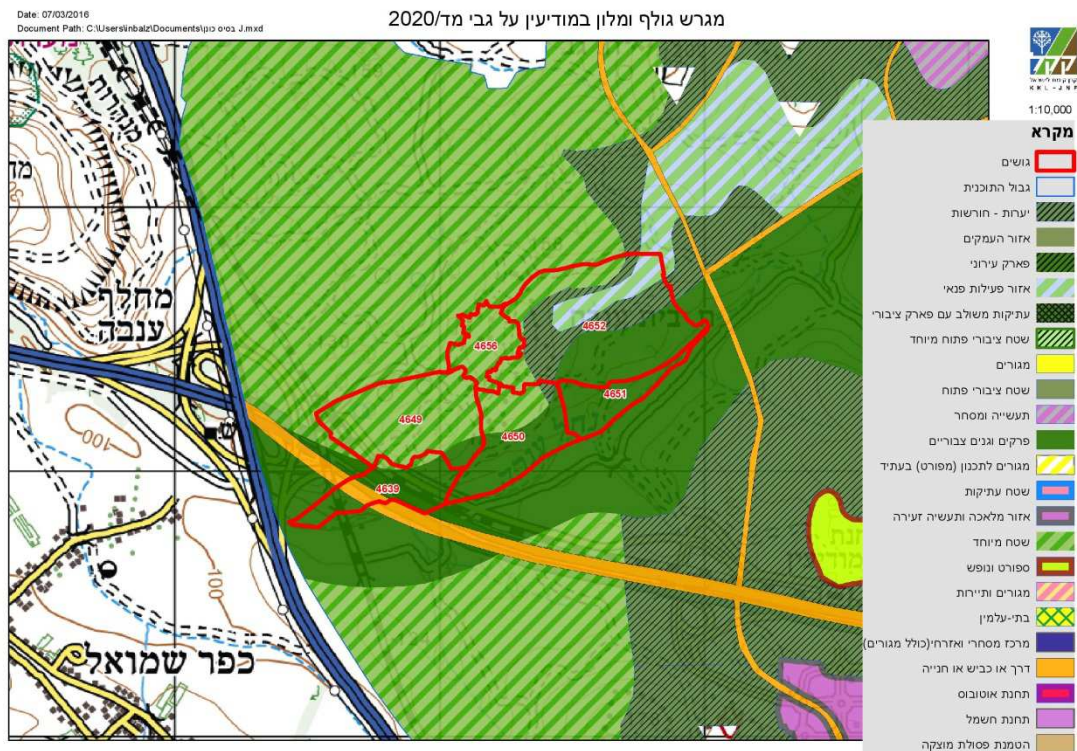 Date: 07/03/2016
Document Path: C:\Users\inbalz\Documents\בסיס כונן J.mxd
מגרש גולף ומלון במודיעין על גבי מד/2020
קק"ל
KKL-JNF
1:10,000
מקרא
גושים
גבול התוכנית
יערות - חורשות
אזור העמקים
פארק עירוני
אזור פעילות פנאי
עתיקות משולב עם פארק ציבורי
שטח ציבורי פתוח מיוחד
מגורים
שטח ציבורי פתוח
תעשייה ומסחר
פרקים וגנים צבוריים
מגורים לתכנון (מפורט) בעתיד
שטח עתיקות
אזור מלאכה ותעשיה זעירה
שטח מיוחד
ספורט ונופש
מגורים ותיירות
בתי-עלמין
מרכז מסחרי ואזרחי(כולל מגורים)
דרך או כביש או חנייה
תחנת אוטובוס
תחנת חשמל
הטמנת פסולת מוצקה
מחלף
ענבה
100
4652
4656
4651
4649
4650
4639
100
כפר שמואל